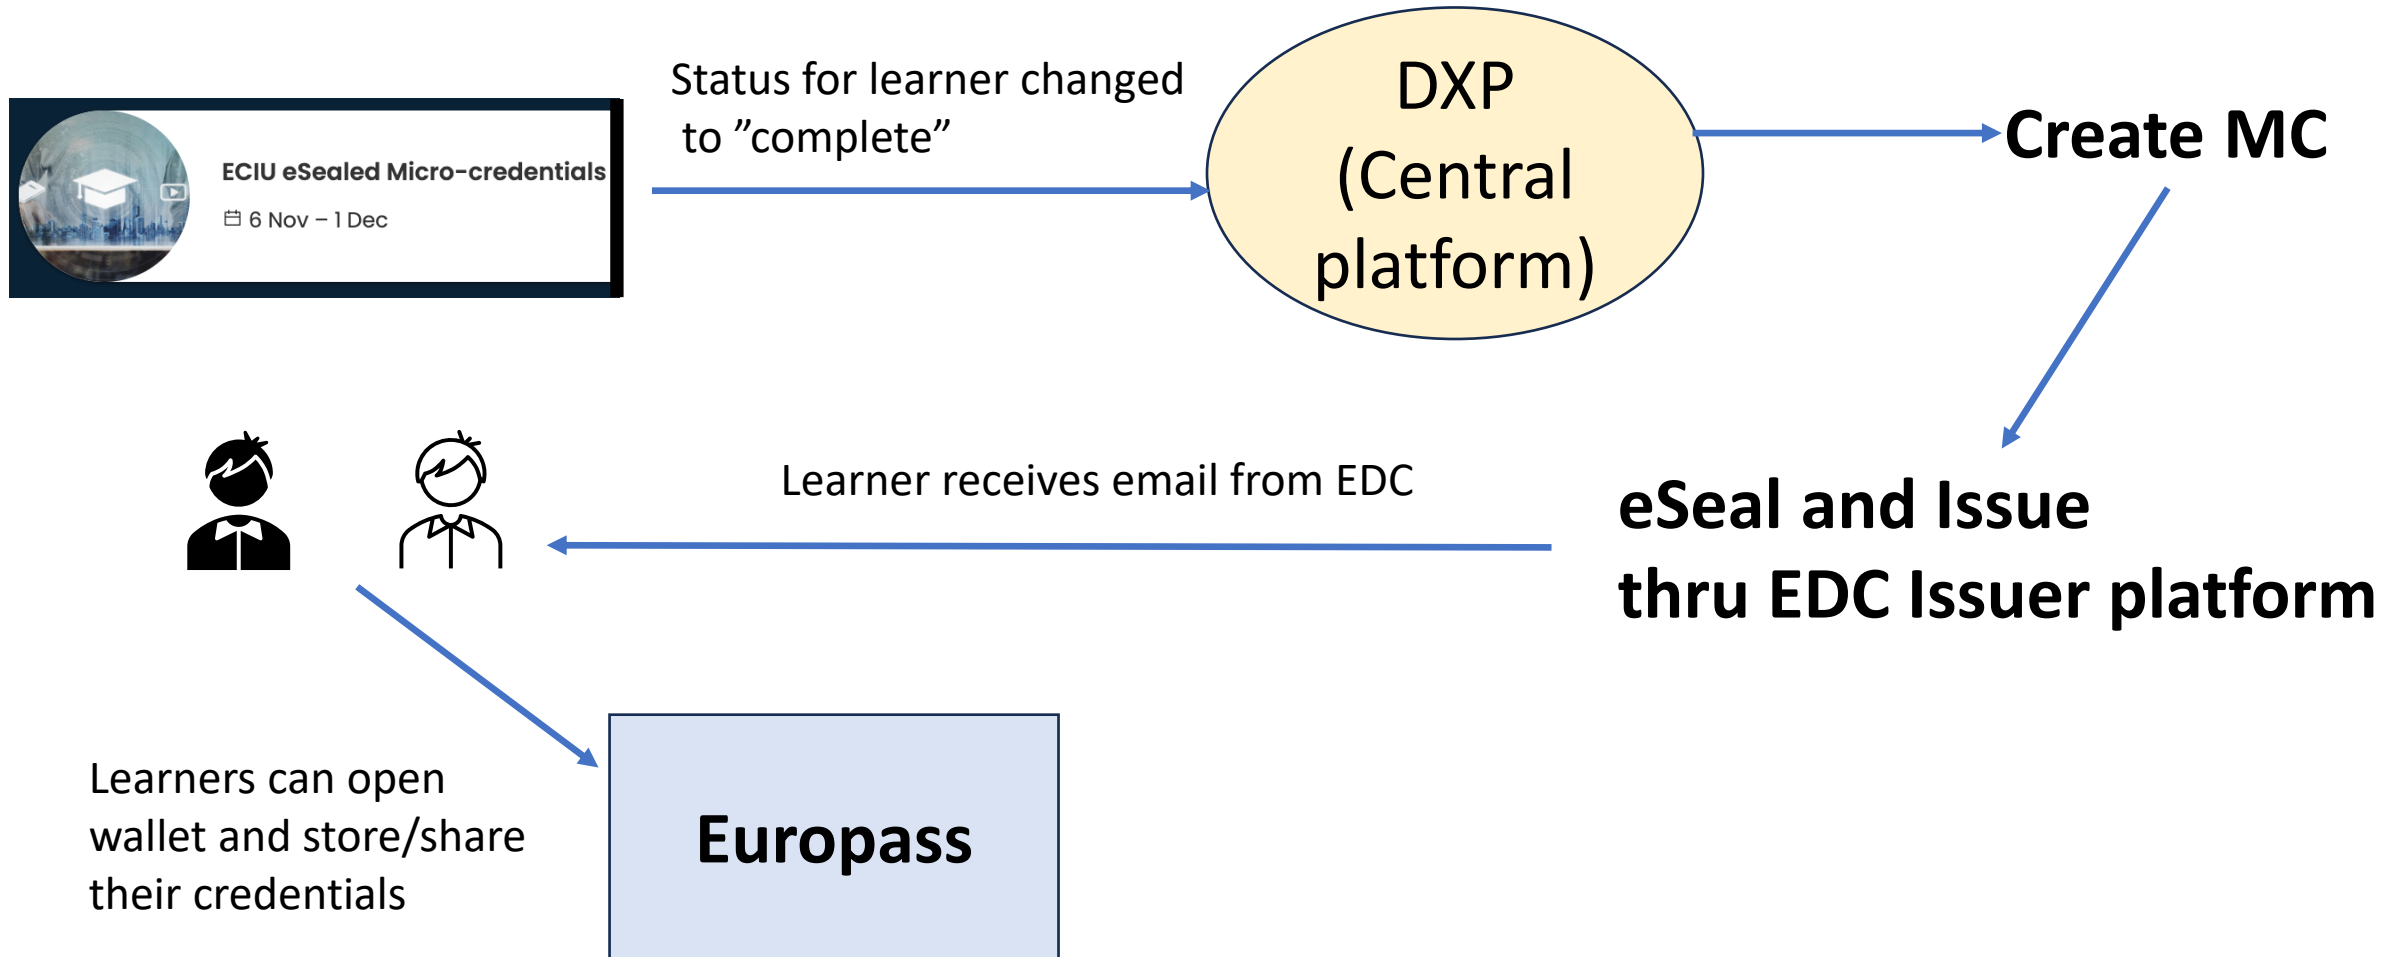 Status for learner changed
to ”complete”
DXP
(Central
platform)
Create MC
ECIU eSealed Micro-credentials
6 Nov – 1 Dec
Learner receives email from EDC
eSeal and Issue
thru EDC Issuer platform
Learners can open
wallet and store/share
their credentials
Europass